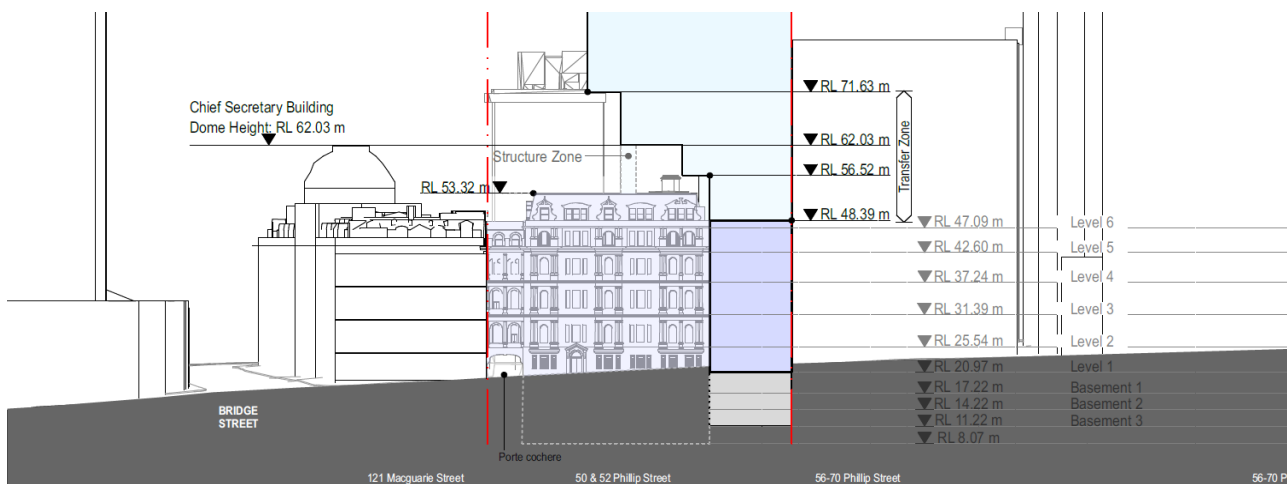 Chief Secretary Building
Dome Height: RL 62.03 m
Structure Zone
RL 53.32 m
RL 71.63 m
RL 62.03 m
RL 56.52 m
RL 48.39 m
Transfer Zone
RL 47.09 m Level 6
RL 42.60 m Level 5
RL 37.24 m Level 4
RL 31.39 m Level 3
RL 25.54 m Level 2
RL 20.97 m Level 1
RL 17.22 m Basement 1
RL 14.22 m Basement 2
RL 11.22 m Basement 3
RL 8.07 m
BRIDGE
STREET
Porte cochere
121 Macquarie Street
50 & 52 Phillip Street
56-70 Phillip Street
56-70 P